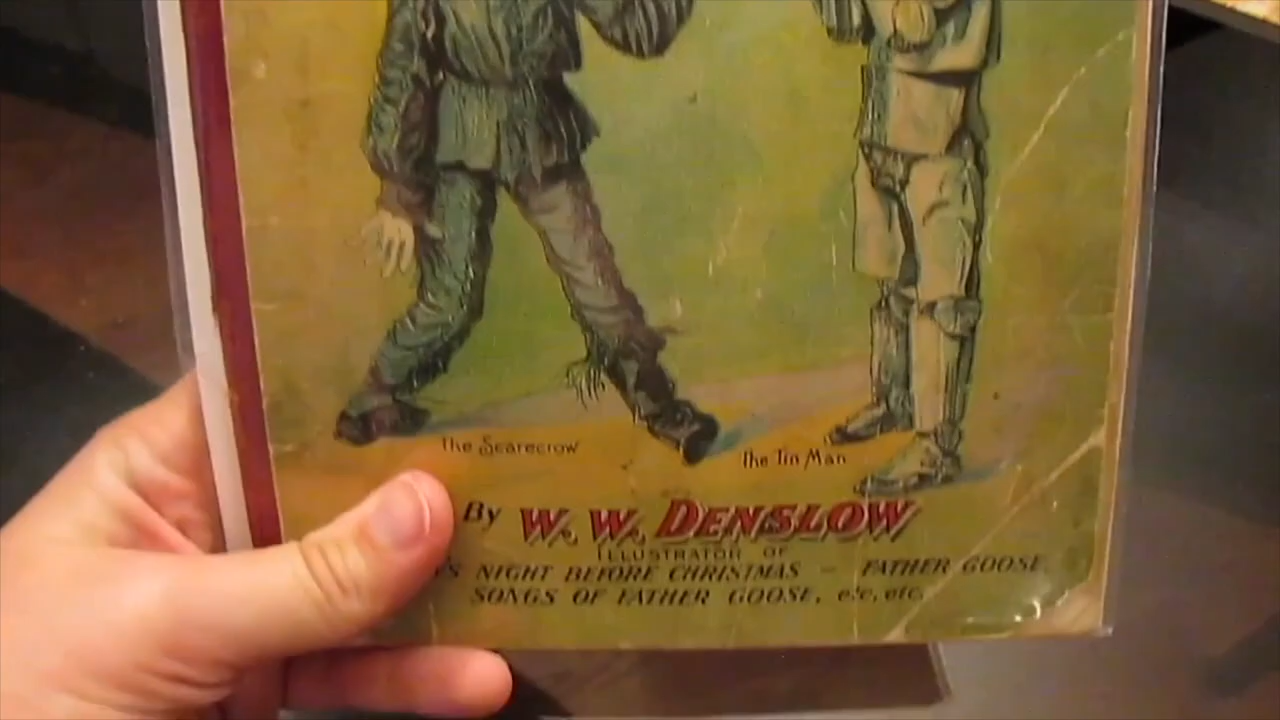 The Scarecrow
The Tin Man
By W. W. DENSLOW
ILLUSTRATOR OF
NIGHT BEFORE CHRISTMAS – FATHER GOOSE,
SONGS OF FATHER GOOSE, etc, etc.